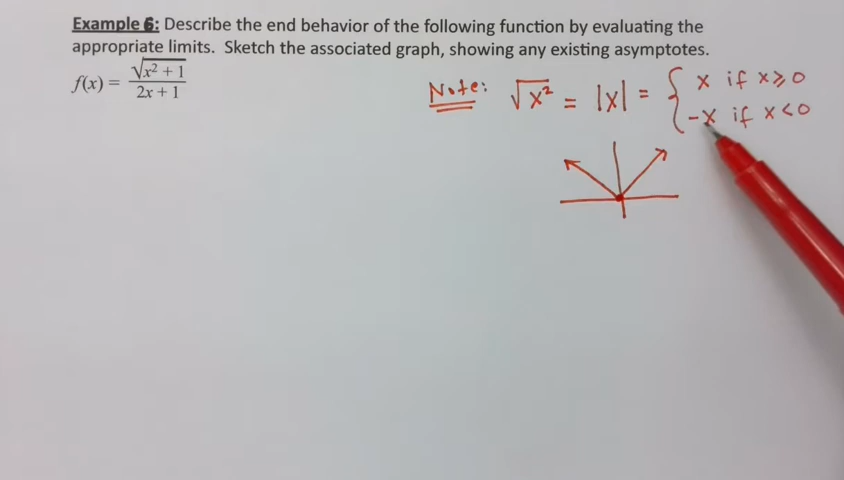 Example 6: Describe the end behavior of the following function by evaluating the
appropriate limits. Sketch the associated graph, showing any existing asymptotes.
f(x) = √(x² + 1) / (2x + 1)
Note: √x² = |x| = { x if x ≥ 0
-x if x < 0